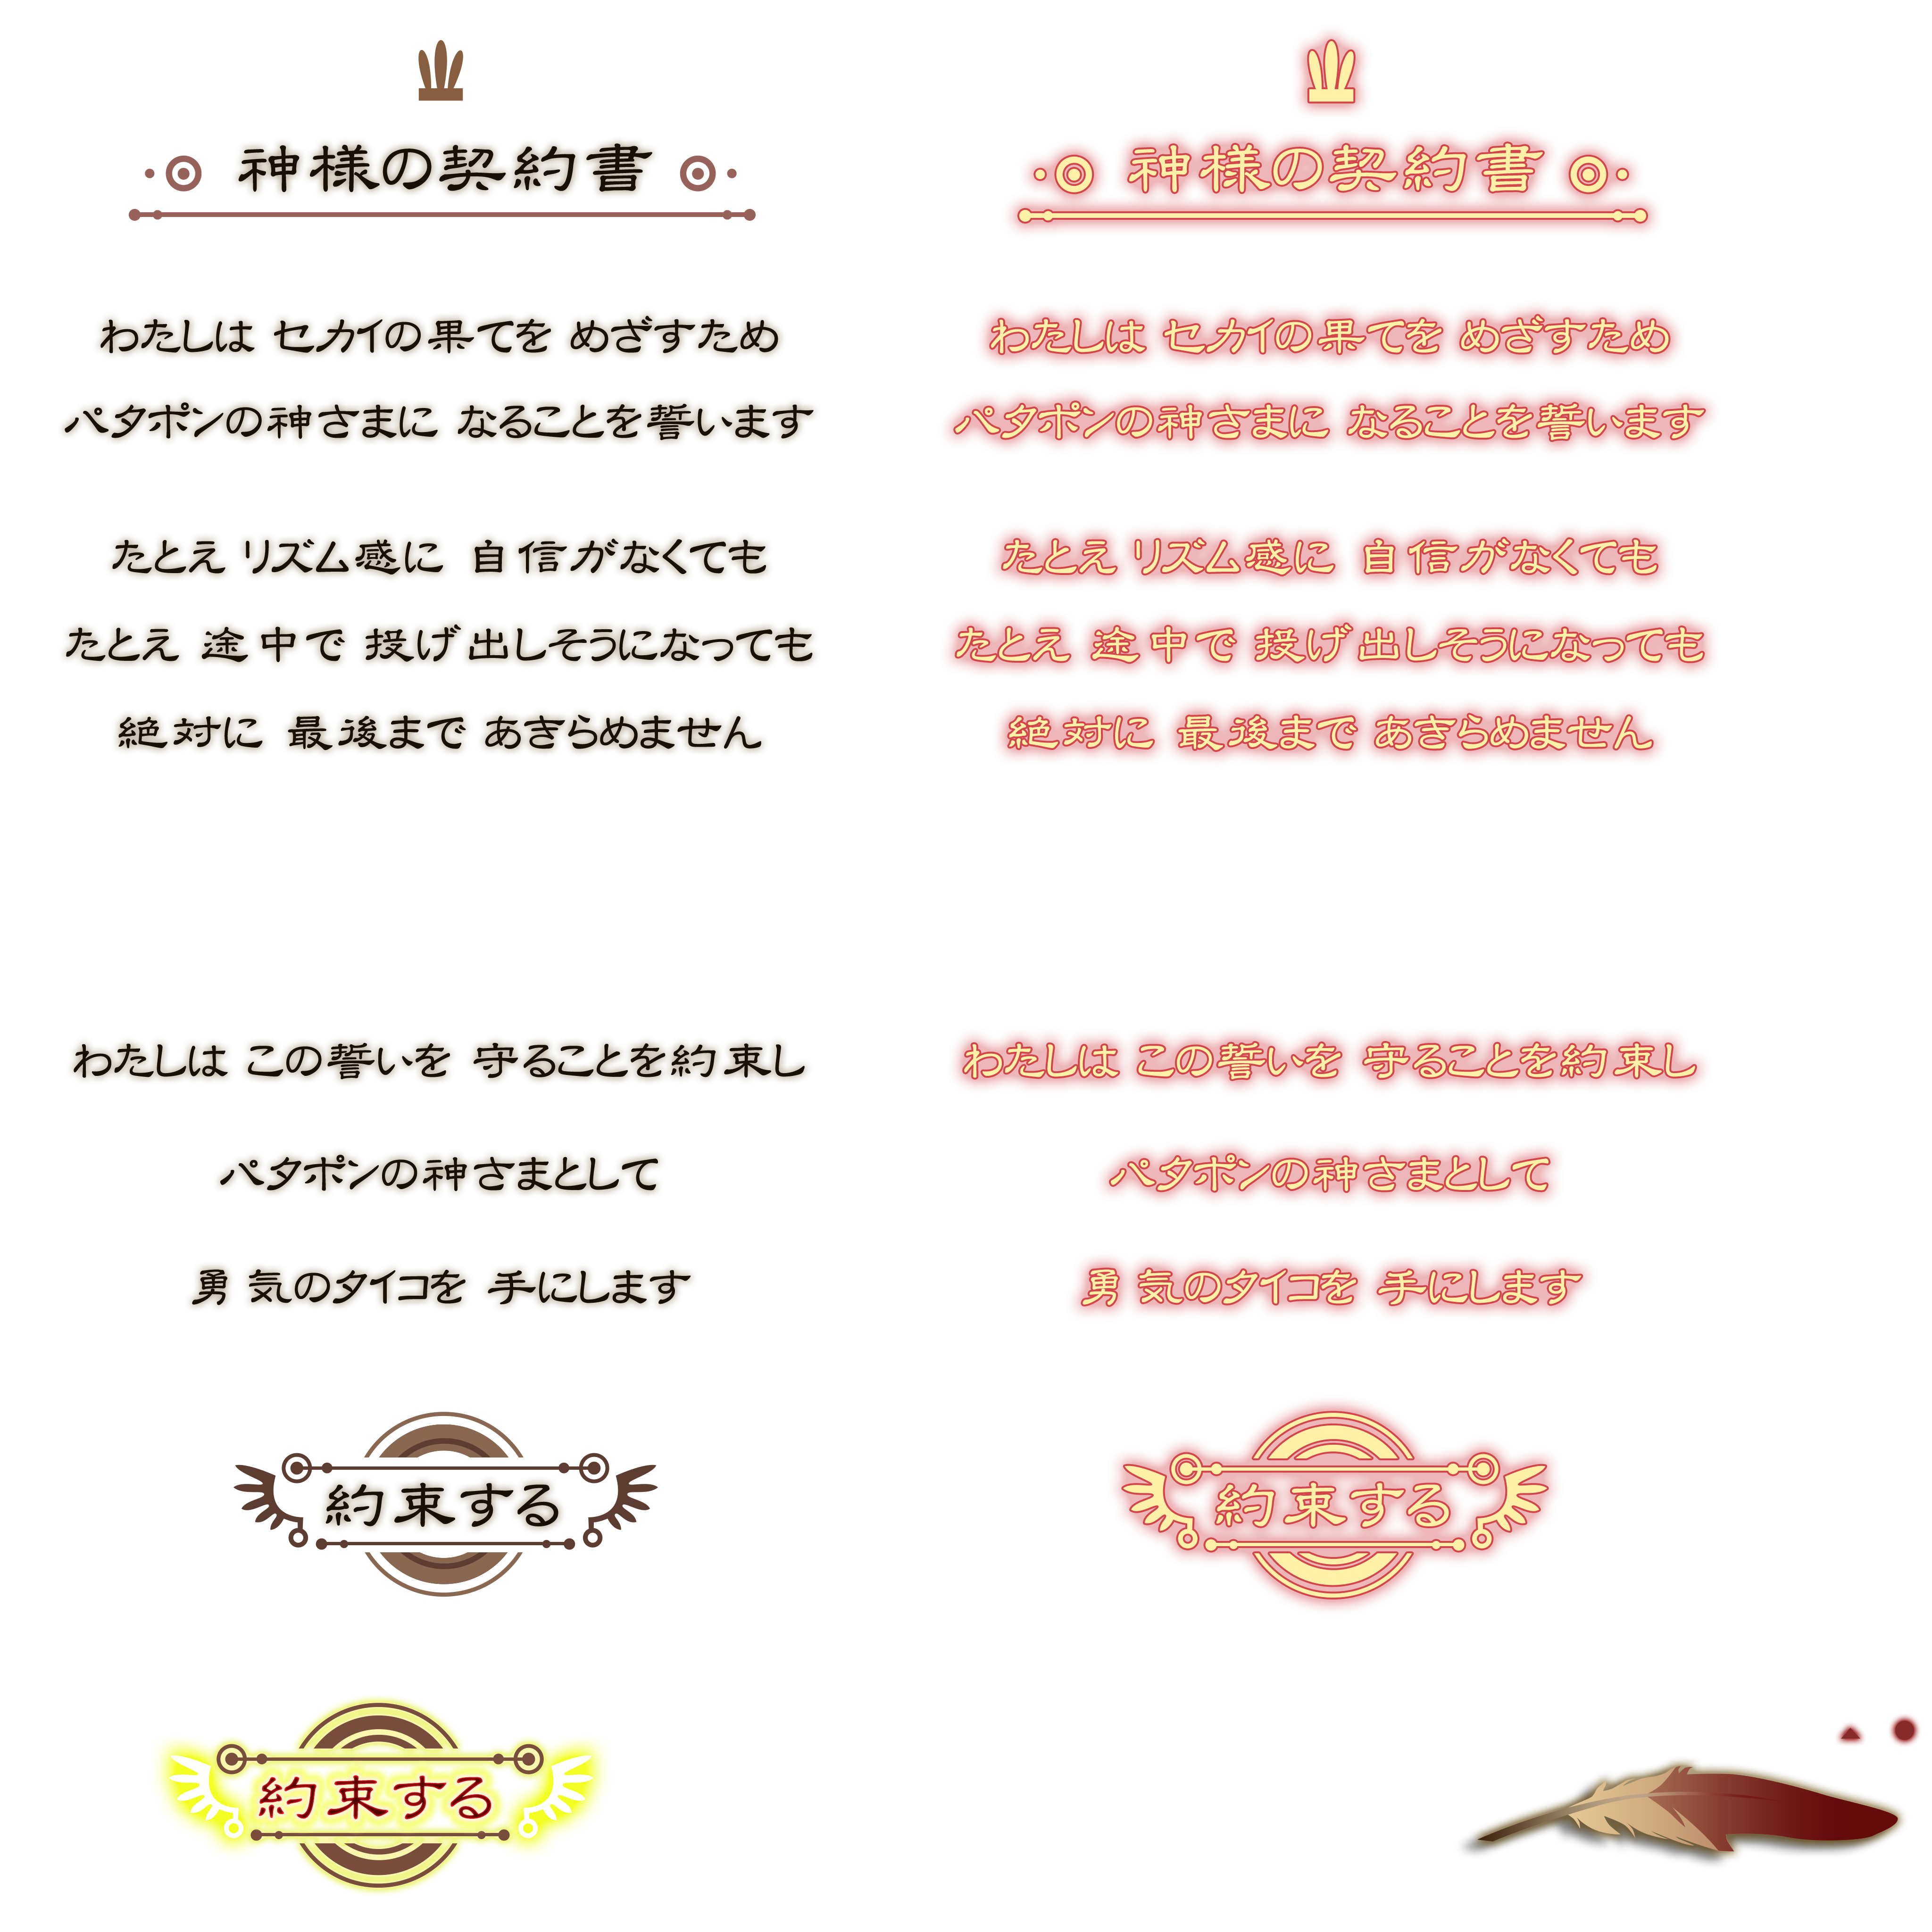 神様の契約書
わたしは セカイの果てを めざすため
パタポンの神さまに なることを誓います
たとえ リズム感に 自信がなくても
たとえ 途中で 投げ出しそうになっても
絶対に 最後まで あきらめません
わたしは この誓いを 守ることを約束し
パタポンの神さまとして
勇気のタイコを 手にします
約束する
約束する
神様の契約書
わたしは セカイの果てを めざすため
パタポンの神さまに なることを誓います
たとえ リズム感に 自信がなくても
たとえ 途中で 投げ出しそうになっても
絶対に 最後まで あきらめません
わたしは この誓いを 守ることを約束し
パタポンの神さまとして
勇気のタイコを 手にします
約束する